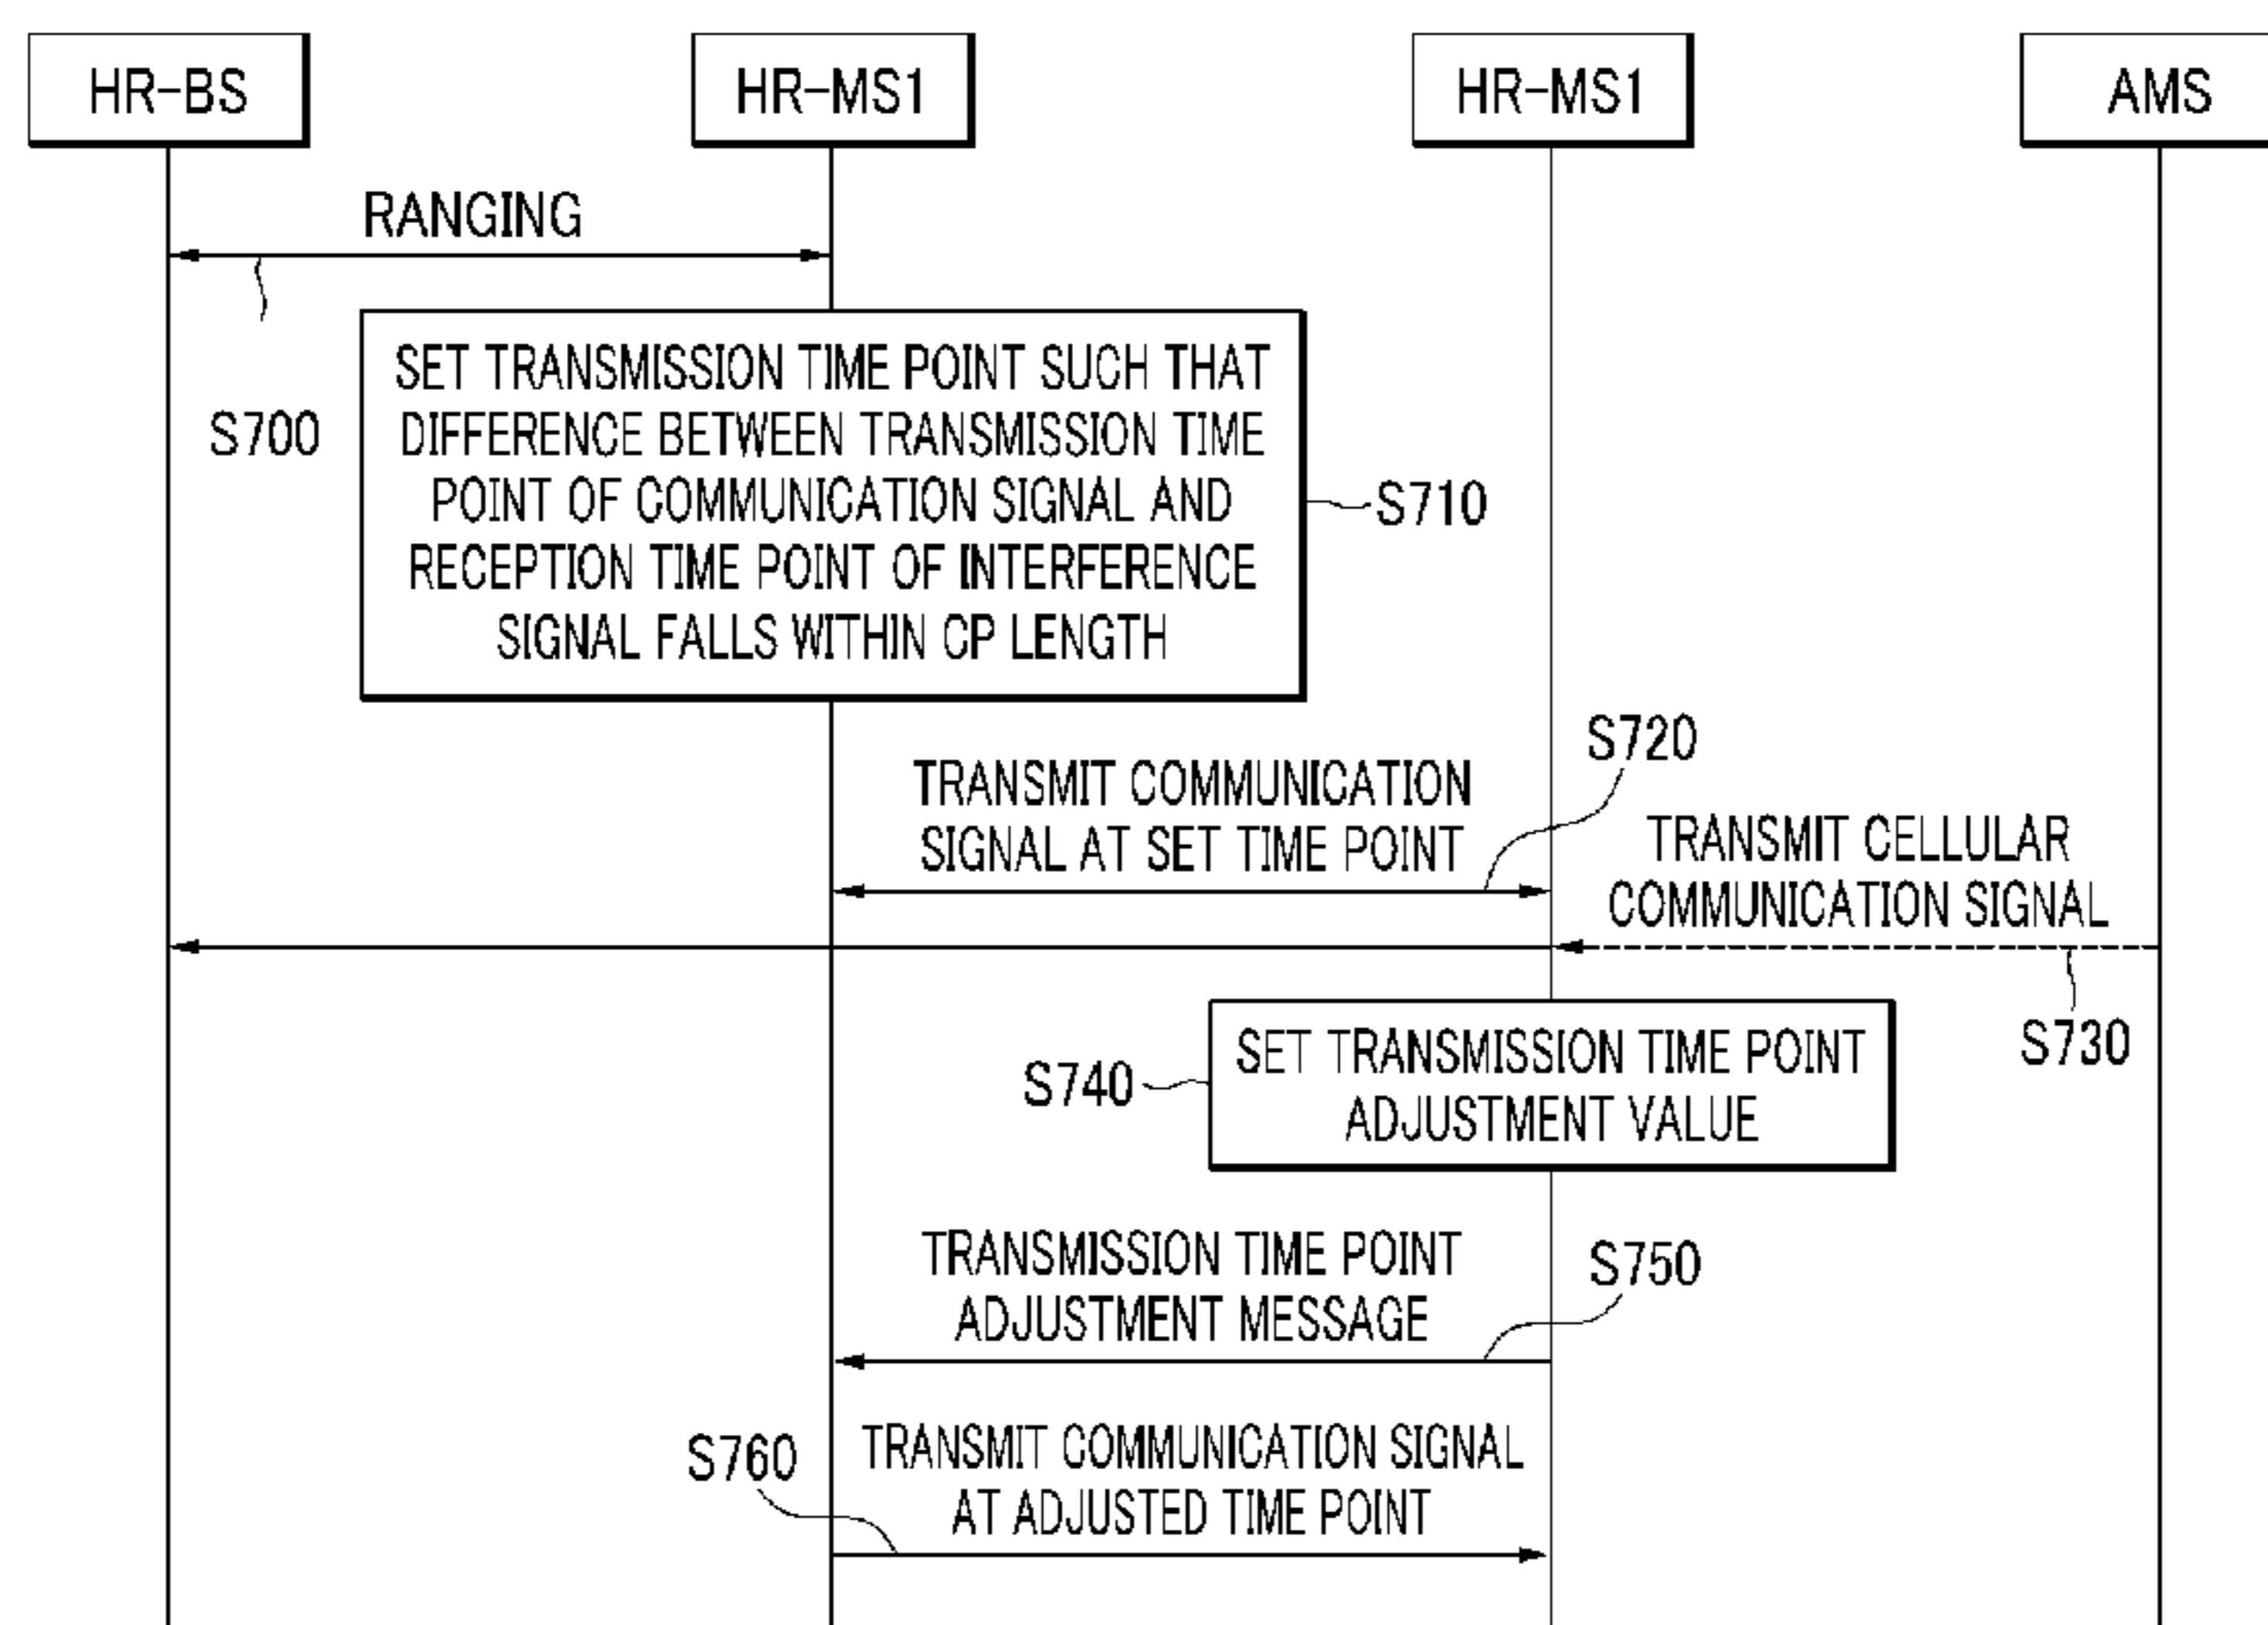 HR-BS
HR-MS1
HR-MS1
AMS
RANGING
S700
SET TRANSMISSION TIME POINT SUCH THAT
DIFFERENCE BETWEEN TRANSMISSION TIME
POINT OF COMMUNICATION SIGNAL AND
RECEPTION TIME POINT OF INTERFERENCE
SIGNAL FALLS WITHIN CP LENGTH
S710
S720
TRANSMIT COMMUNICATION
SIGNAL AT SET TIME POINT
TRANSMIT CELLULAR
COMMUNICATION SIGNAL
S730
S740
SET TRANSMISSION TIME POINT
ADJUSTMENT VALUE
TRANSMISSION TIME POINT
ADJUSTMENT MESSAGE
S750
S760
TRANSMIT COMMUNICATION SIGNAL
AT ADJUSTED TIME POINT